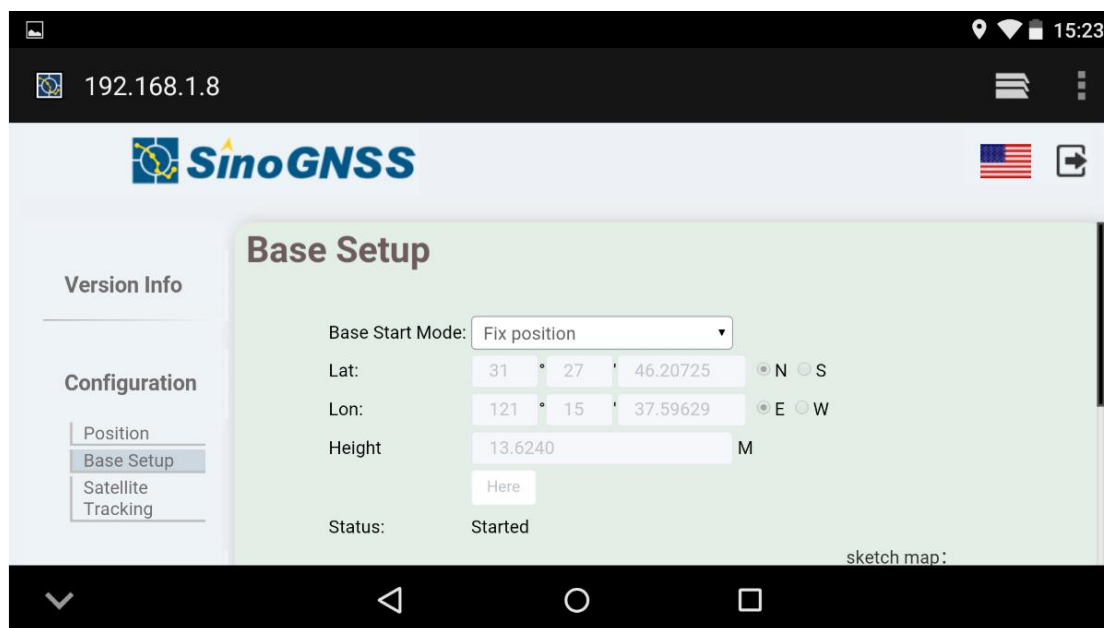 15:23
192.168.1.8
SinoGNSS
Base Setup
Version Info
Base Start Mode: Fix position
Lat: 31 ° 27 ' 46.20725 N S
Configuration
Lon: 121 ° 15 ' 37.59629 E W
Position
Height 13.6240 M
Base Setup
Satellite
Tracking
Here
Status: Started
sketch map: